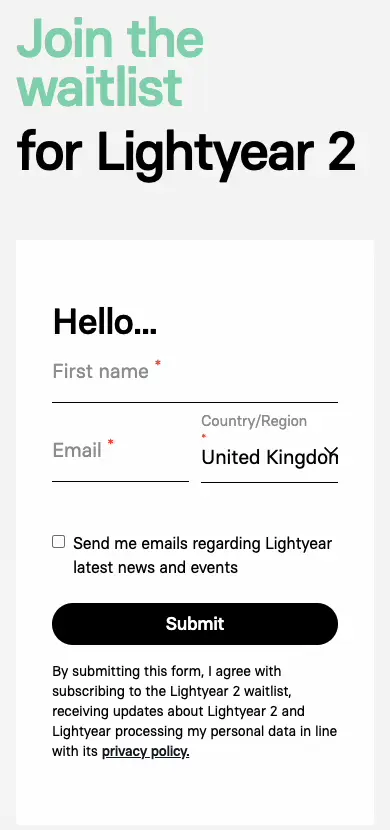 Join the
waitlist
for Lightyear 2
Hello...
First name *
Country/Region
*
Email *
United Kingdom
Send me emails regarding Lightyear
latest news and events
Submit
By submitting this form, I agree with
subscribing to the Lightyear 2 waitlist,
receiving updates about Lightyear 2 and
Lightyear processing my personal data in line
with its privacy policy.